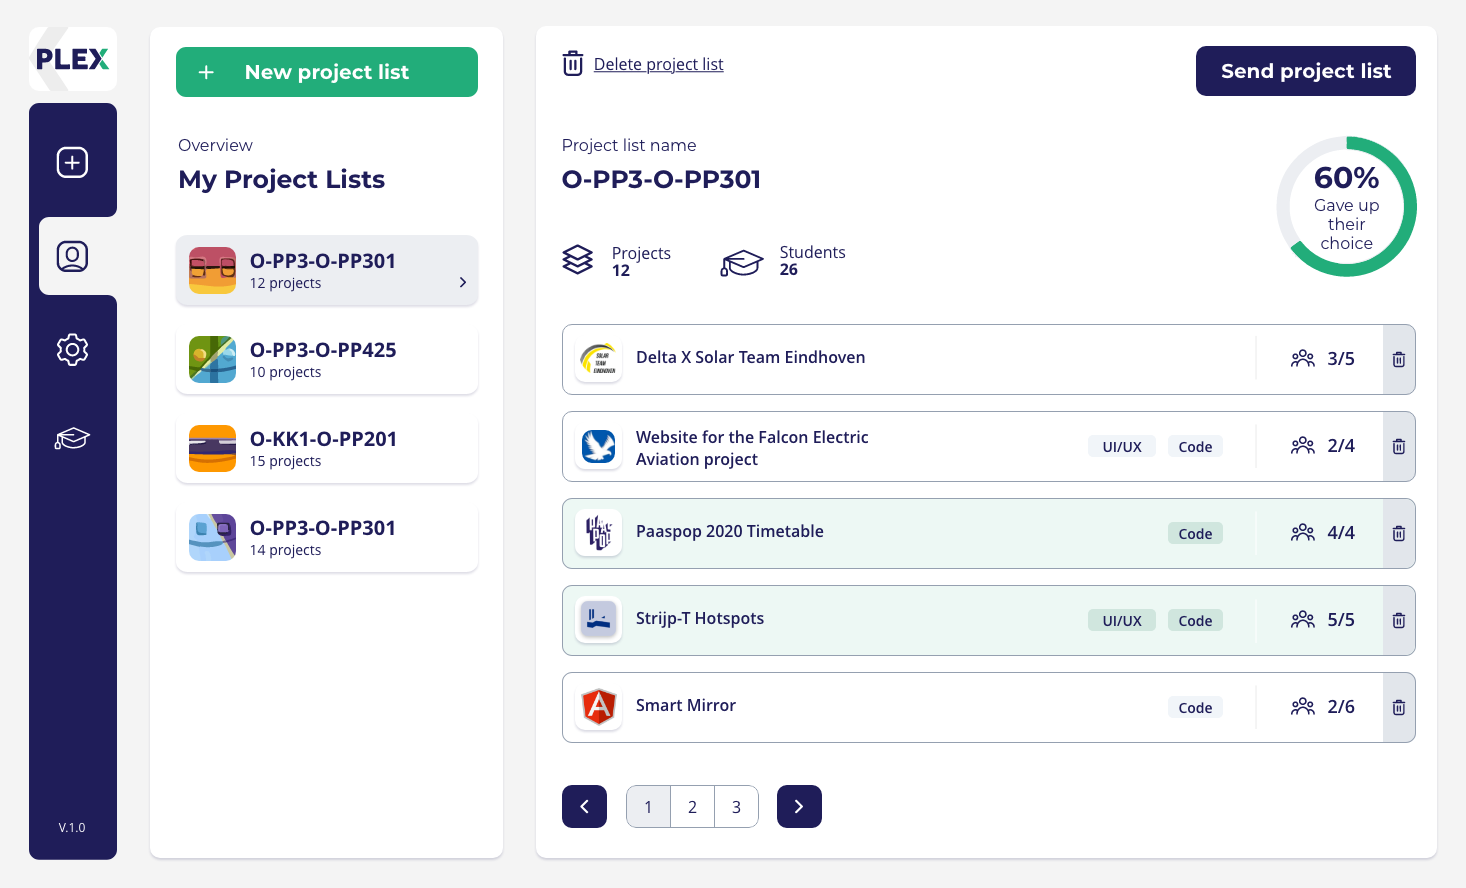 PLEX
V.1.0
New project list
Overview
My Project Lists
O-PP3-O-PP301
12 projects
O-PP3-O-PP425
10 projects
O-KK1-O-PP201
15 projects
O-PP3-O-PP301
14 projects
Delete project list
Send project list
Project list name
O-PP3-O-PP301
60%
Gave up
their
choice
Projects
12
Students
26
SOLAR
TEAM
EINDHOVEN
Delta X Solar Team Eindhoven
3/5
Website for the Falcon Electric
Aviation project
UI/UX
Code
2/4
Paaspop 2020 Timetable
Code
4/4
Strijp-T Hotspots
UI/UX
Code
5/5
A
Smart Mirror
Code
2/6
1
2
3